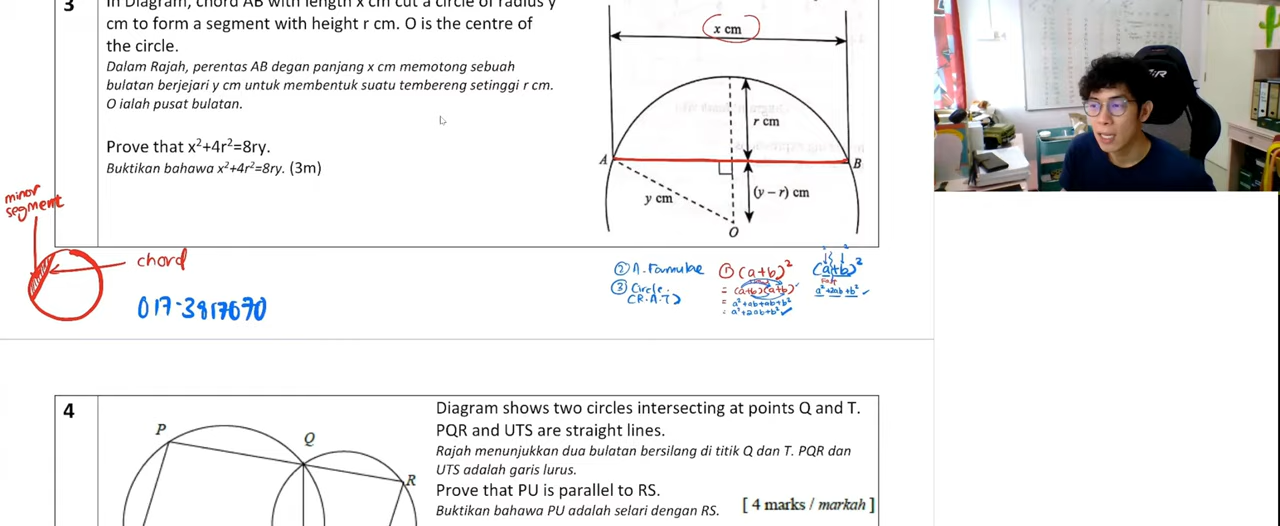 3
In Diagram, chord AB with length x cm cut a circle of radius y
cm to form a segment with height r cm. O is the centre of
the circle.
Dalam Rajah, perentas AB degan panjang x cm memotong sebuah
bulatan berjejari y cm untuk membentuk suatu tembereng setinggi r cm.
O ialah pusat bulatan.
Prove that x²+4r²=8ry.
Buktikan bahawa x²+4r²=8ry. (3m)
x cm
r cm
A
B
y cm
(y – r) cm
O
minor
segment
chord
017-3817670
② A. Formulae
③ Circle
(R.A.T)
① (a+b)²
= (a+b)(a+b)
= a²+ab+ab+b²
= a²+2ab+b²
(a+b)²
a²+2ab+b²
4
P
Q
R
Diagram shows two circles intersecting at points Q and T.
PQR and UTS are straight lines.
Rajah menunjukkan dua bulatan bersilang di titik Q dan T. PQR dan
UTS adalah garis lurus.
Prove that PU is parallel to RS.
Buktikan bahawa PU adalah selari dengan RS.
[ 4 marks / markah ]